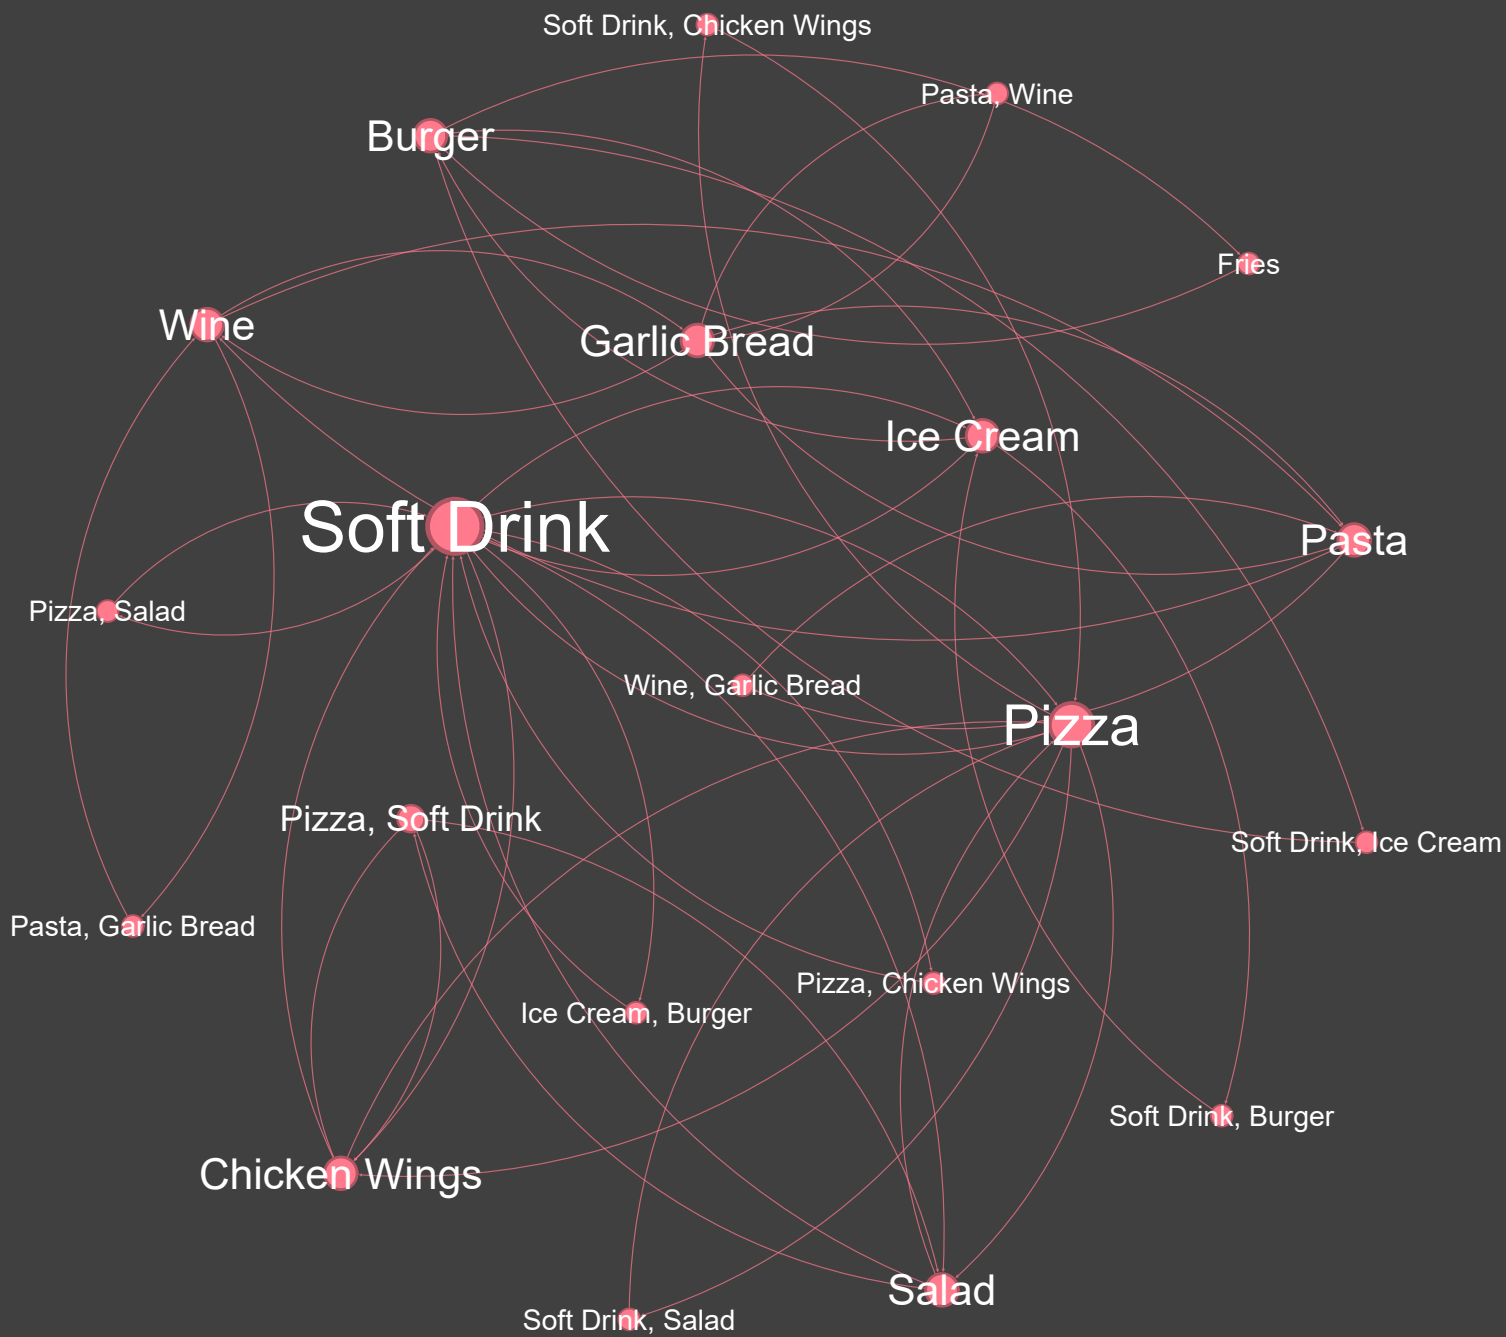 Soft Drink, Chicken Wings
Pasta, Wine
Burger
Fries
Wine
Garlic Bread
Ice Cream
Soft Drink
Pasta
Pizza, Salad
Wine, Garlic Bread
Pizza
Pizza, Soft Drink
Soft Drink, Ice Cream
Pasta, Garlic Bread
Pizza, Chicken Wings
Ice Cream, Burger
Soft Drink, Burger
Chicken Wings
Salad
Soft Drink, Salad